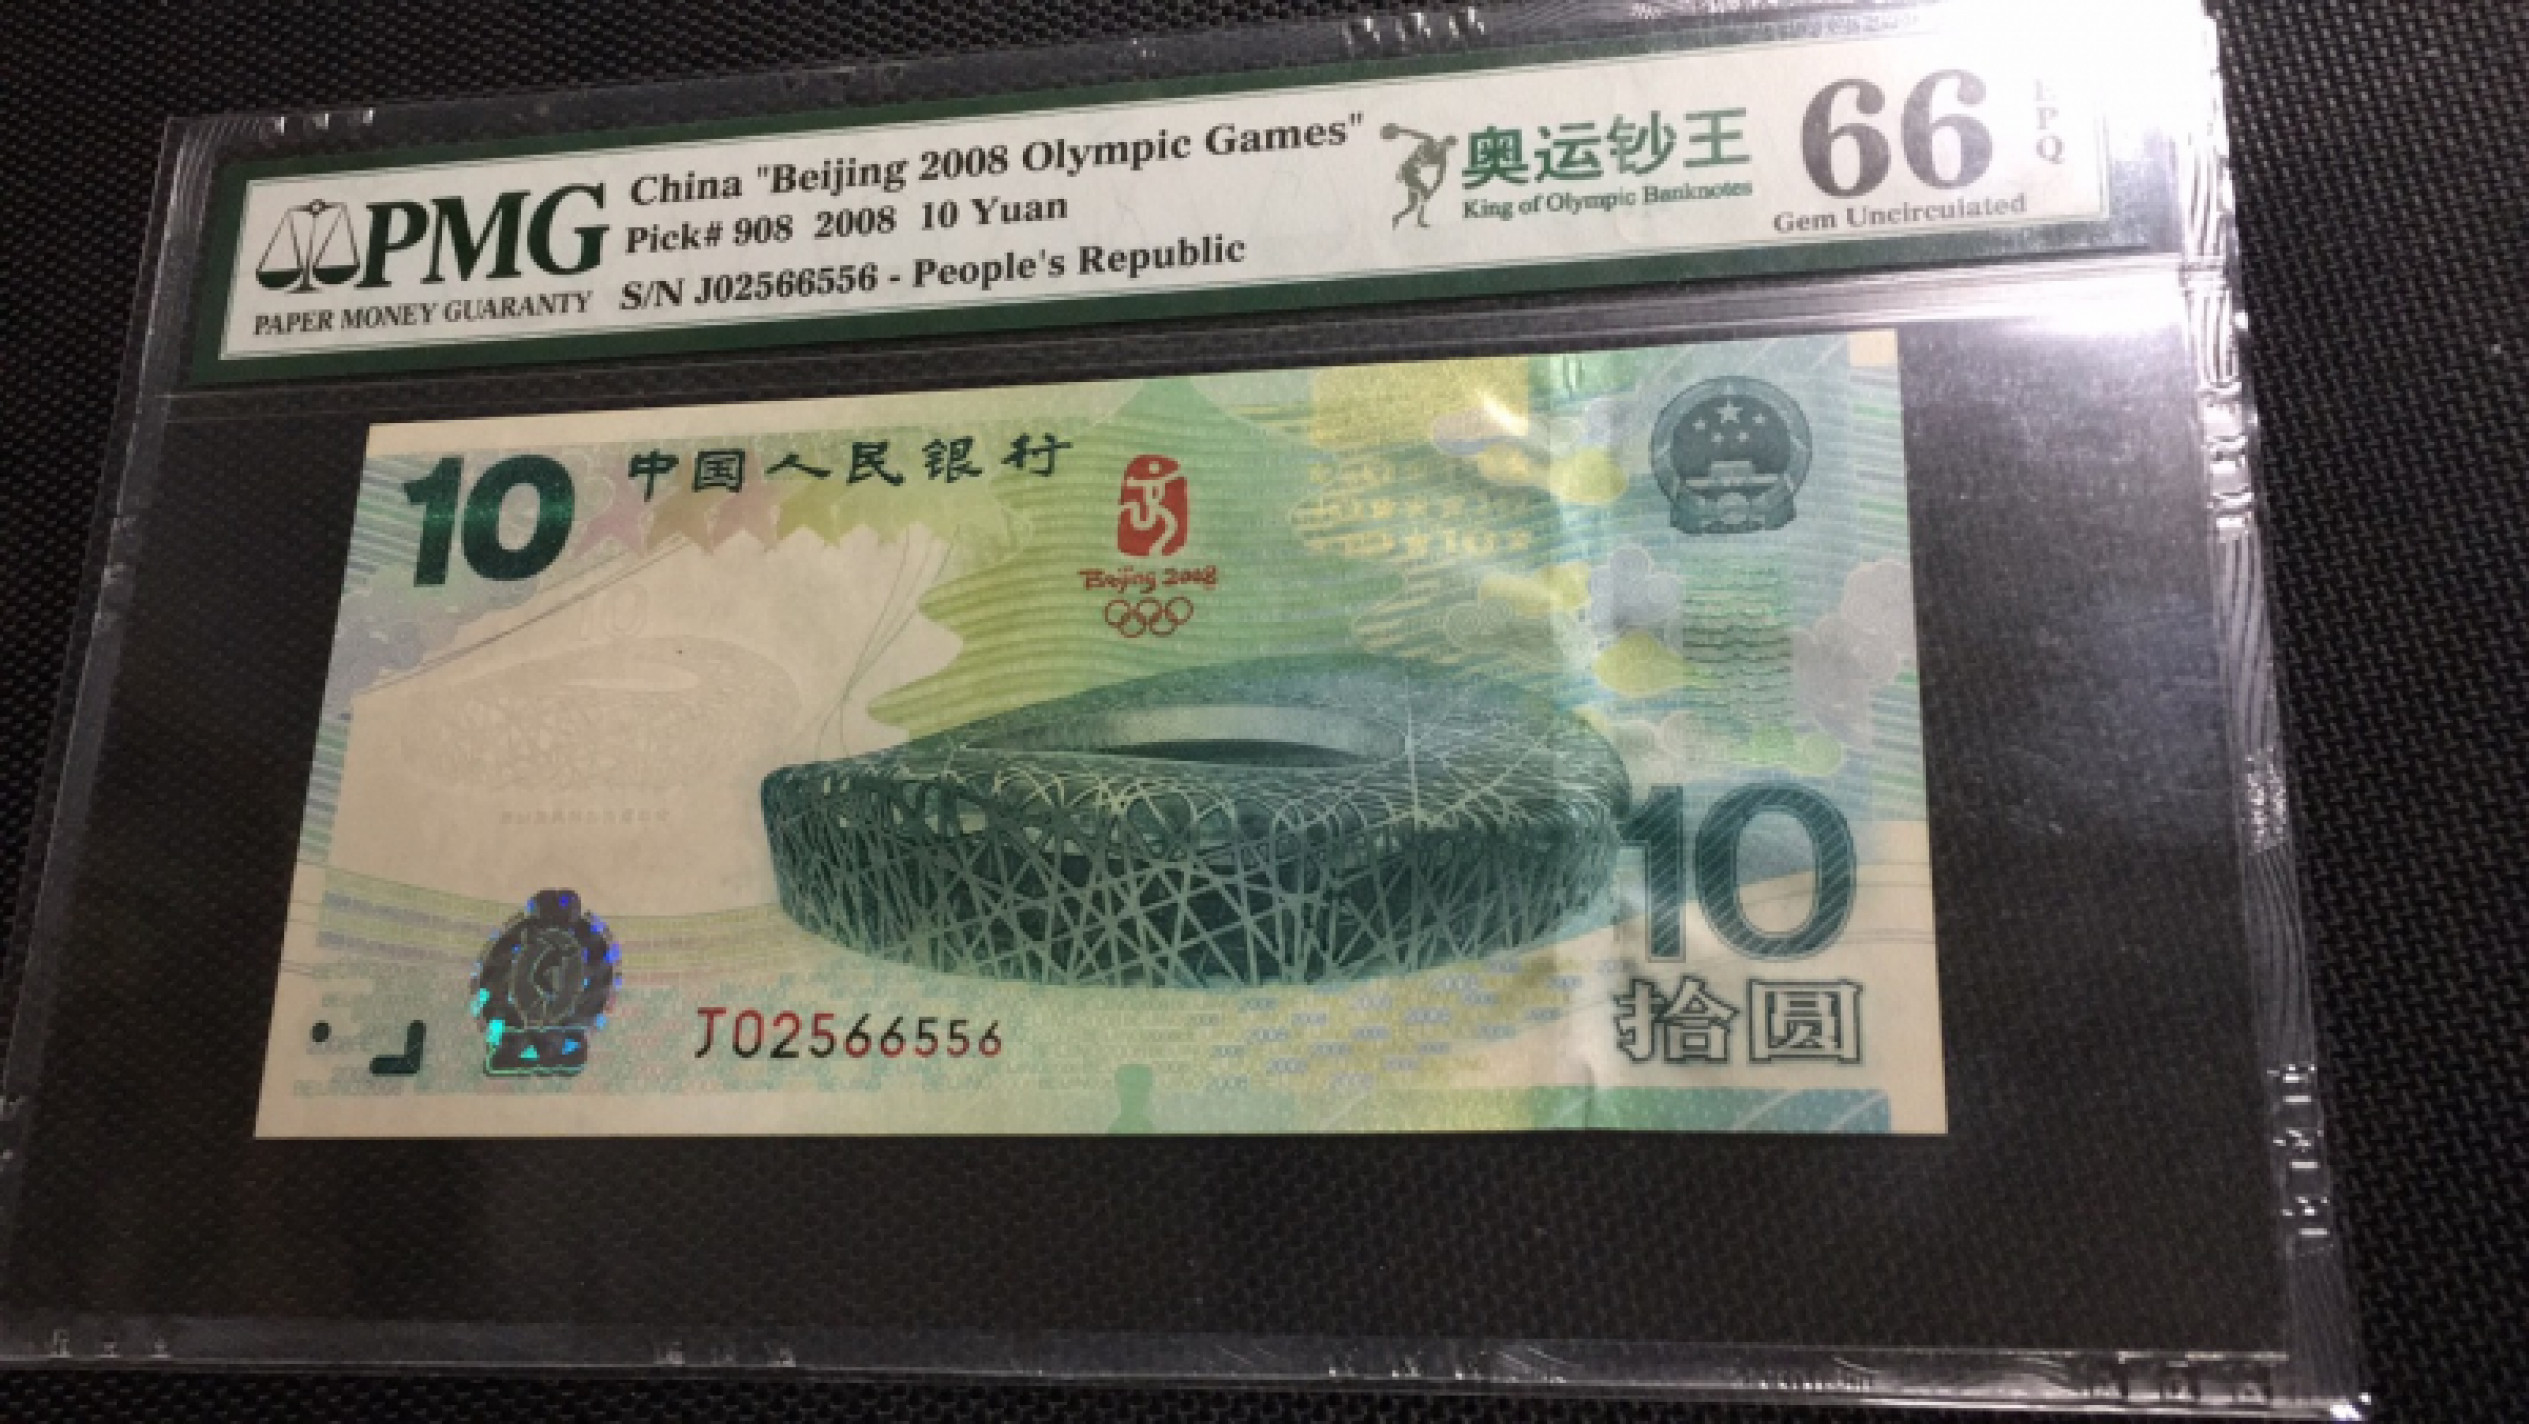 PMG
PAPER MONEY GUARANTY
China "Beijing 2008 Olympic Games"
Pick# 908 2008 10 Yuan
S/N J02566556 - People's Republic
奥运钞王
King of Olympic Banknotes
66
EPQ
Gem Uncirculated
10
中国人民银行
Beijing 2008
10
J02566556
10
拾圆